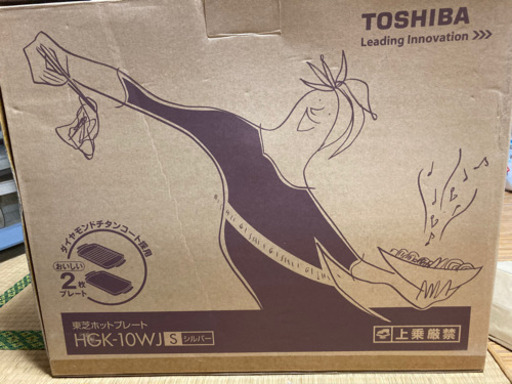 TOSHIBA
Leading Innovation >>>
ダイヤモンドチタンコート採用
おいしい
2枚
プレート
東芝ホットプレート
HGK-10WJ S シルバー
上乗厳禁